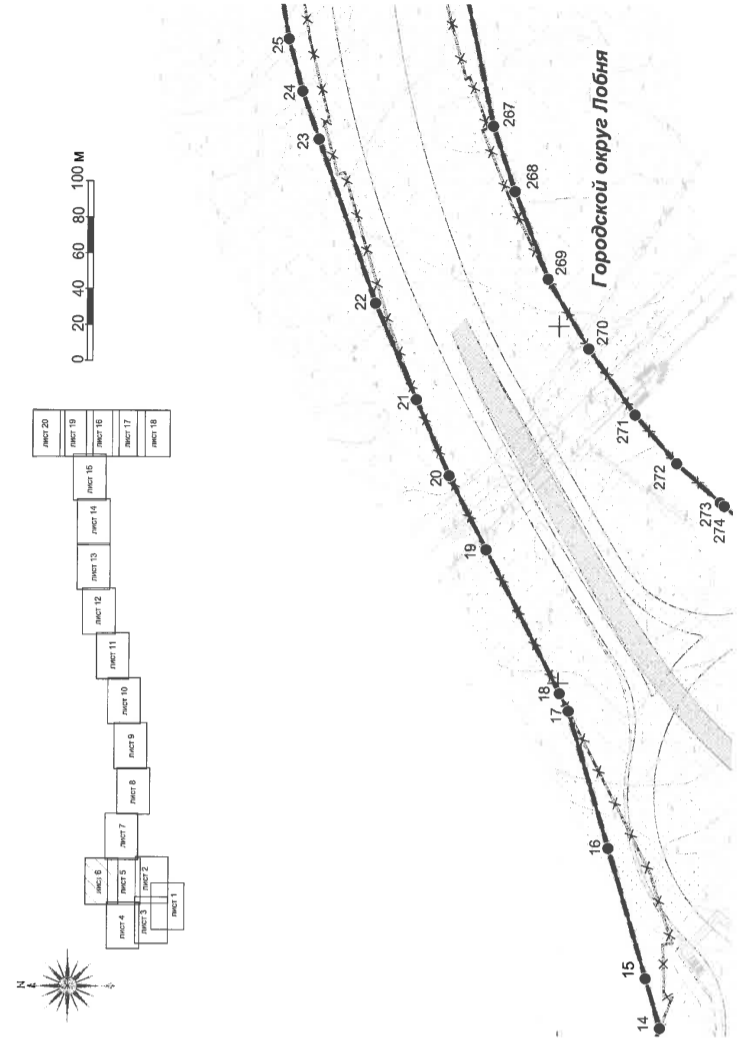 N
лист 1
лист 2
лист 3
лист 4
лист 5
лист 6
лист 7
лист 8
лист 9
лист 10
лист 11
лист 12
лист 13
лист 14
лист 15
лист 20
лист 19
лист 16
лист 17
лист 18
0 20 40 60 80 100 м
14
15
16
17
18
19
20
21
22
23
24
25
267
268
269
270
271
272
273
274
Городской округ Лобня